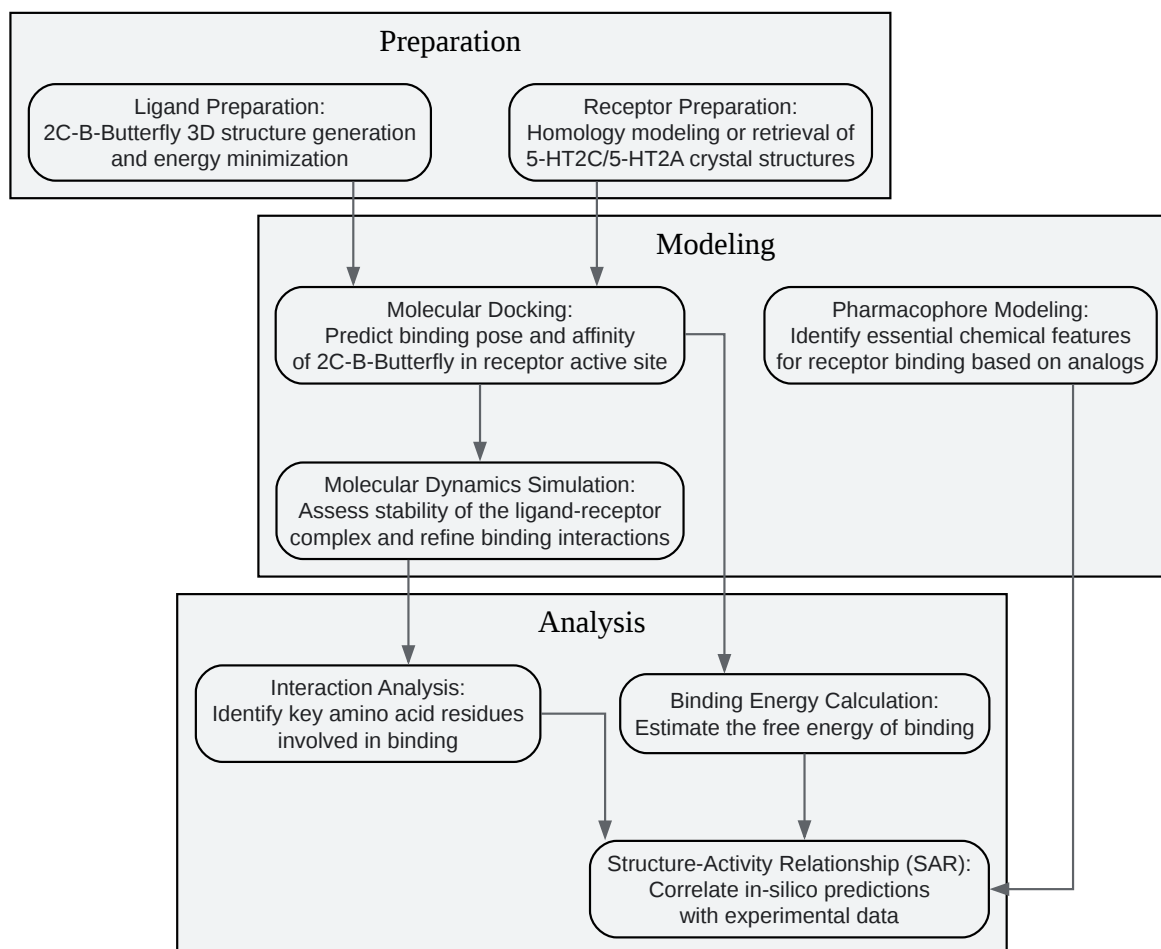 Preparation
Ligand Preparation:
2C-B-Butterfly 3D structure generation
and energy minimization
Receptor Preparation:
Homology modeling or retrieval of
5-HT2C/5-HT2A crystal structures
Modeling
Molecular Docking:
Predict binding pose and affinity
of 2C-B-Butterfly in receptor active site
Pharmacophore Modeling:
Identify essential chemical features
for receptor binding based on analogs
Molecular Dynamics Simulation:
Assess stability of the ligand-receptor
complex and refine binding interactions
Analysis
Interaction Analysis:
Identify key amino acid residues
involved in binding
Binding Energy Calculation:
Estimate the free energy of binding
Structure-Activity Relationship (SAR):
Correlate in-silico predictions
with experimental data